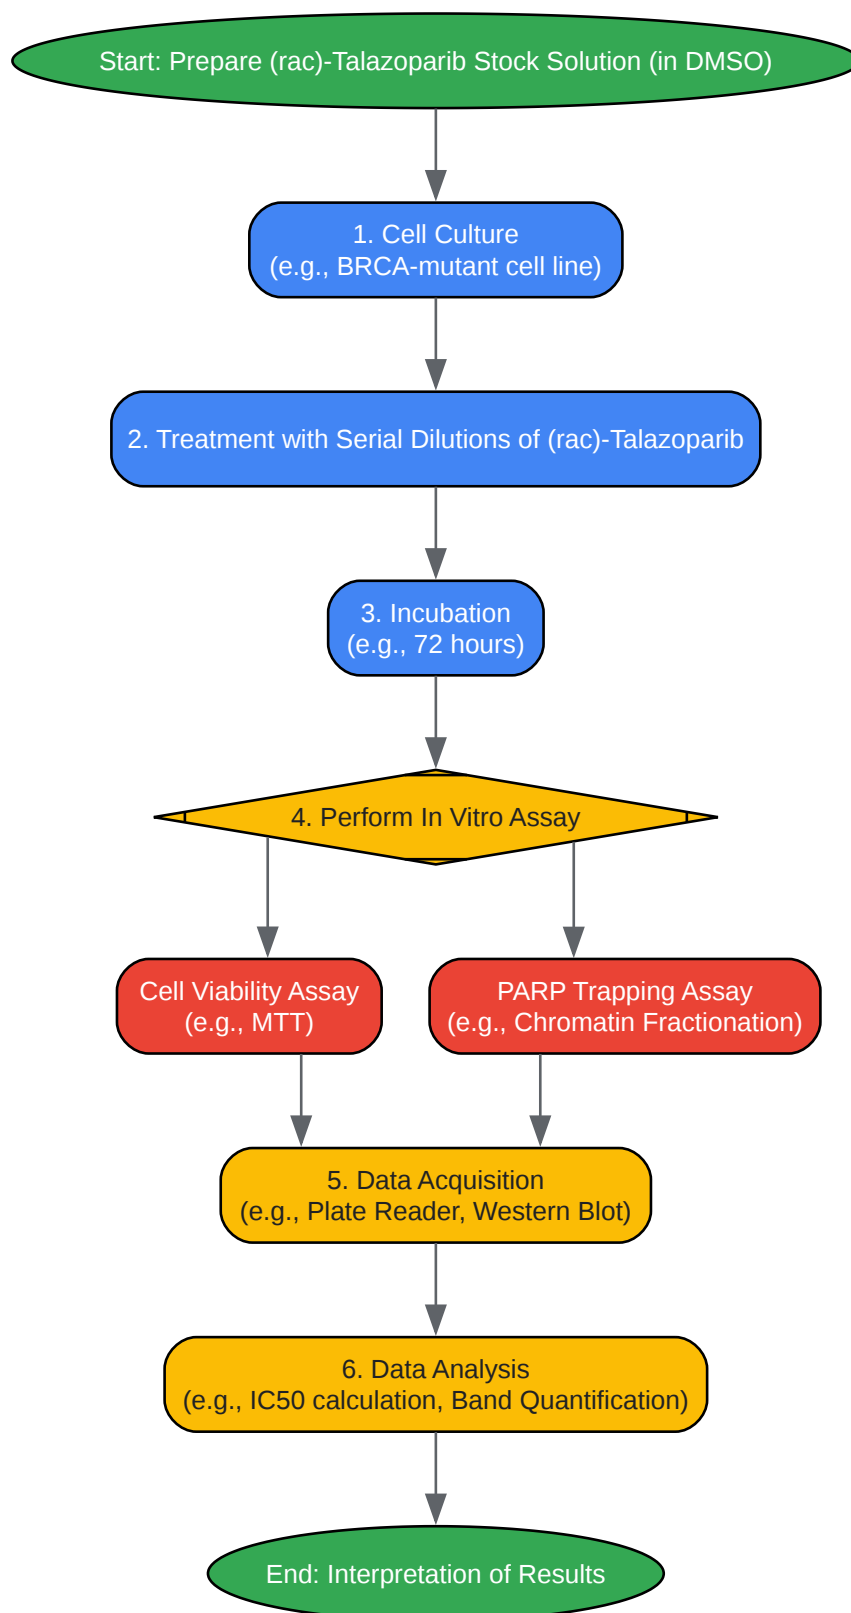 Start: Prepare (rac)-Talazoparib Stock Solution (in DMSO)
1. Cell Culture
(e.g., BRCA-mutant cell line)
2. Treatment with Serial Dilutions of (rac)-Talazoparib
3. Incubation
(e.g., 72 hours)
4. Perform In Vitro Assay
Cell Viability Assay
(e.g., MTT)
PARP Trapping Assay
(e.g., Chromatin Fractionation)
5. Data Acquisition
(e.g., Plate Reader, Western Blot)
6. Data Analysis
(e.g., IC50 calculation, Band Quantification)
End: Interpretation of Results